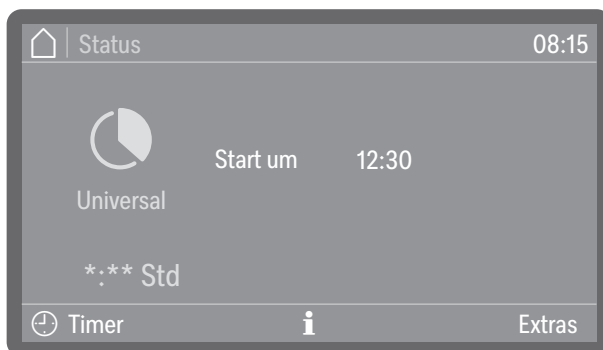 Status 08:15
Start um 12:30
Universal
*:** Std
Timer i Extras